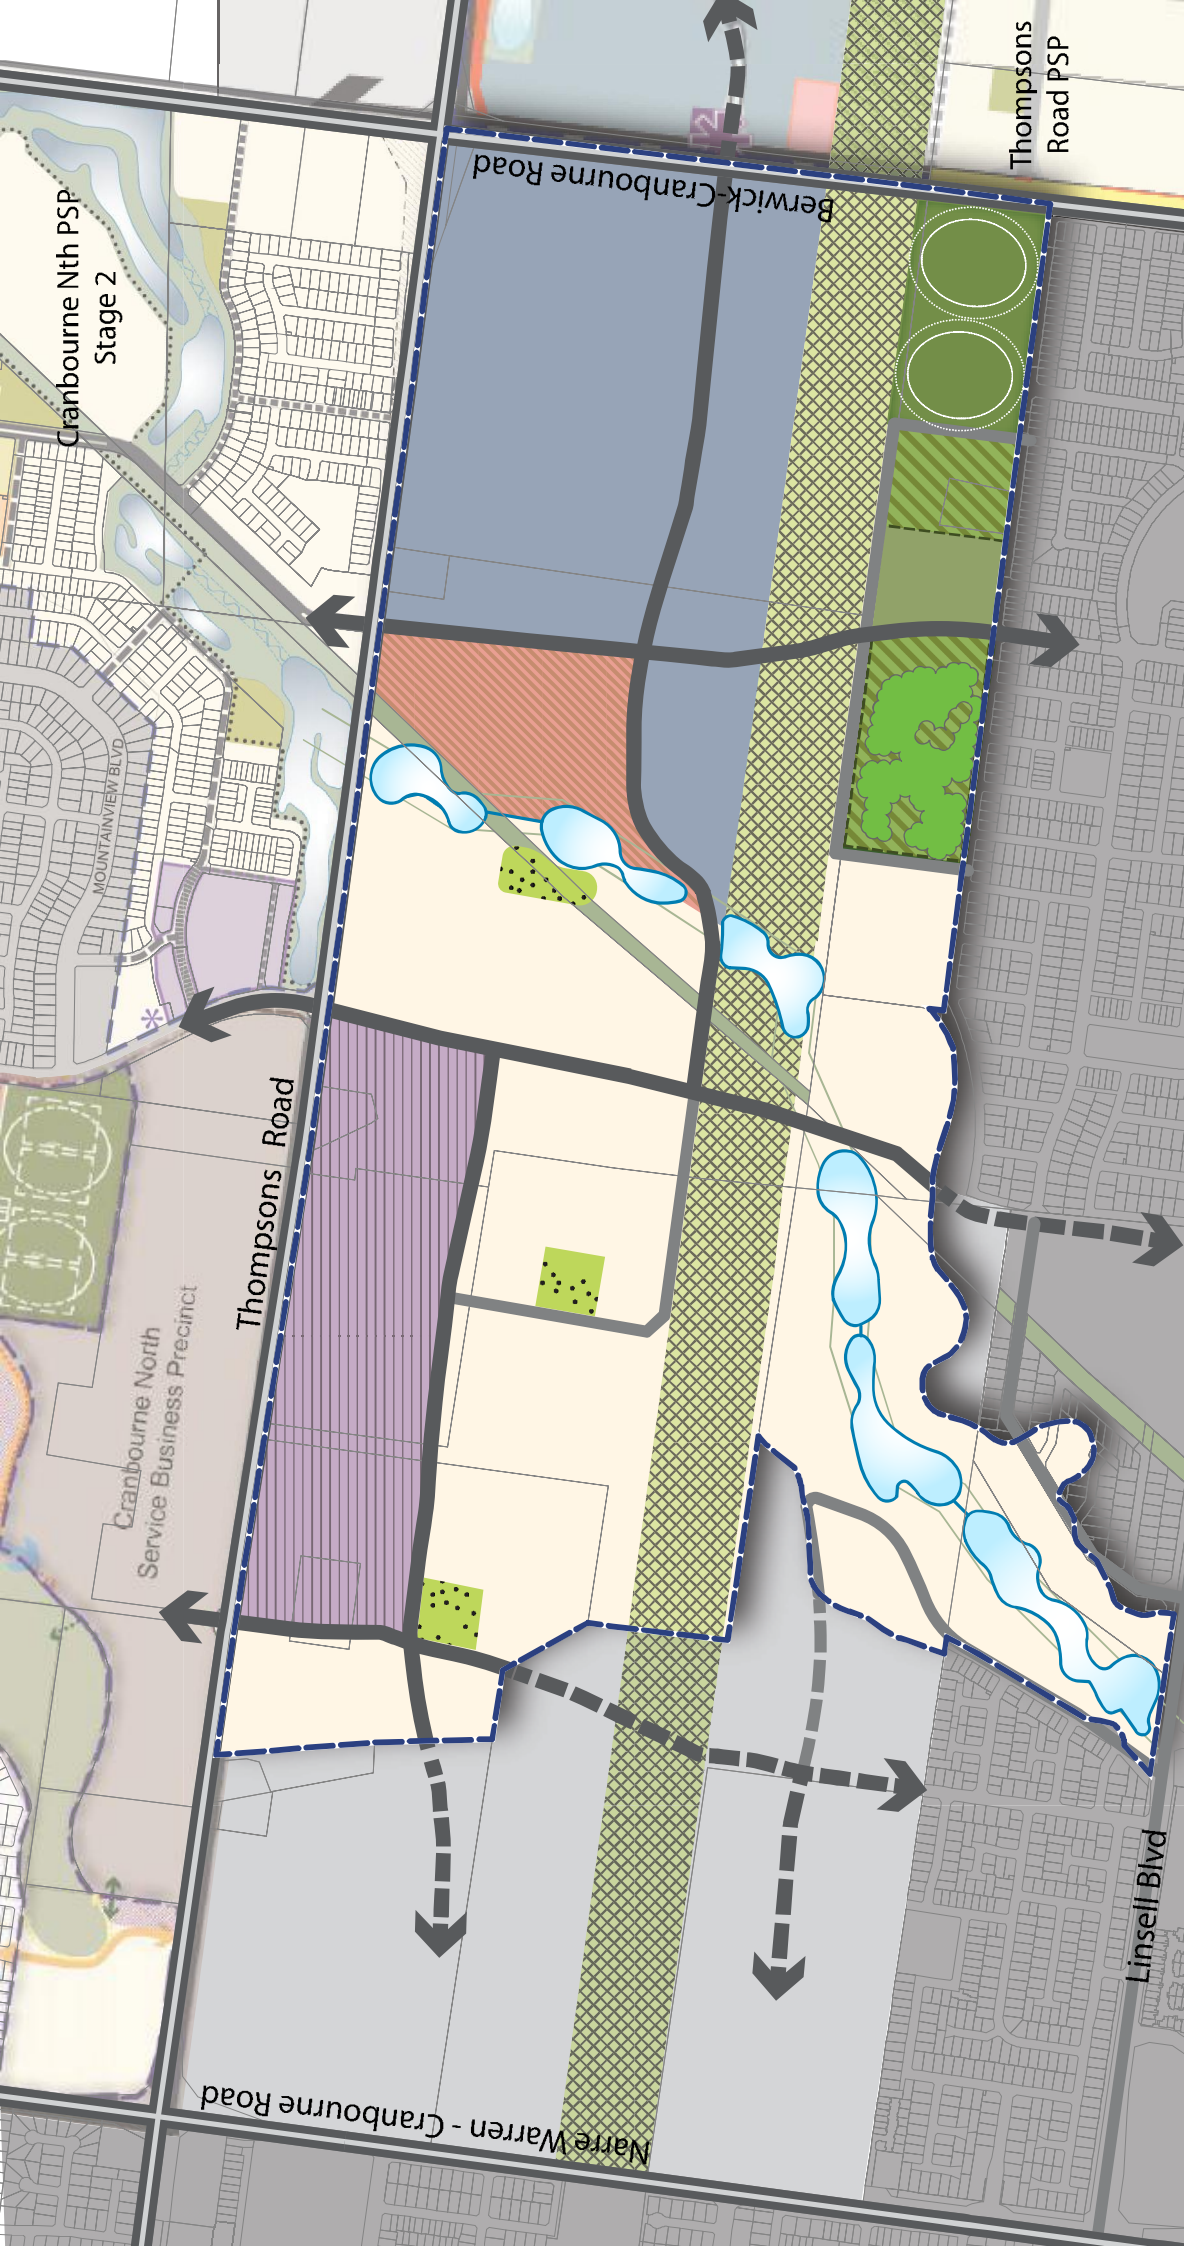 Thompsons
Road PSP
Cranbourne Nth PSP
Stage 2
Berwick-Cranbourne Road
MOUNTAINVIEW BLVD
Thompsons Road
Cranbourne North
Service Business Precinct
Linsell Blvd
Narre Warren - Cranbourne Road